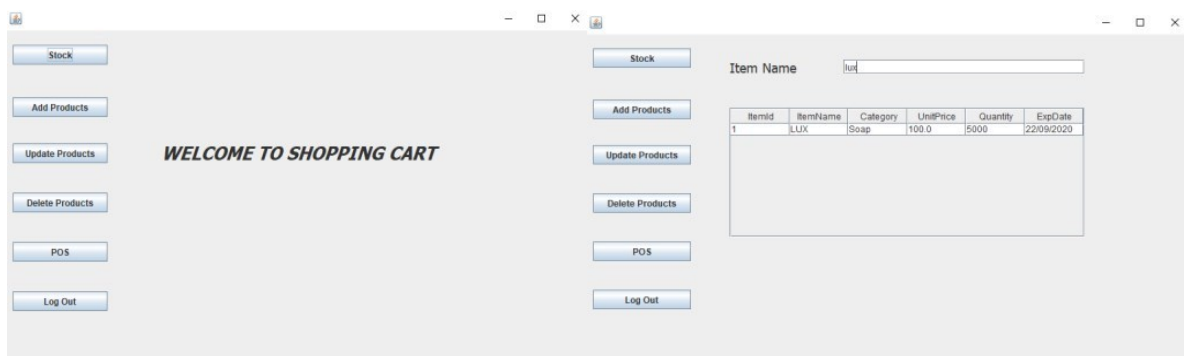 Stock
Add Products
Update Products
Delete Products
POS
Log Out
WELCOME TO SHOPPING CART
Stock
Add Products
Update Products
Delete Products
POS
Log Out
Item Name lux
ItemId ItemName Category UnitPrice Quantity ExpDate
1 LUX Soap 100.0 5000 22/09/2020